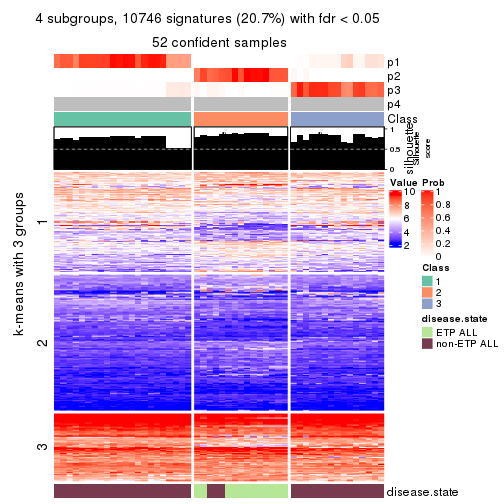 4 subgroups, 10746 signatures (20.7%) with fdr < 0.05
52 confident samples
p1
p2
p3
p4
Class
1
0.5
0
silhouette
Silhouette
score
k-means with 3 groups
1
2
3
Value
10
8
6
4
2
Prob
1
0.8
0.6
0.4
0.2
0
Class
1
2
3
disease.state
ETP ALL
non-ETP ALL
disease.state